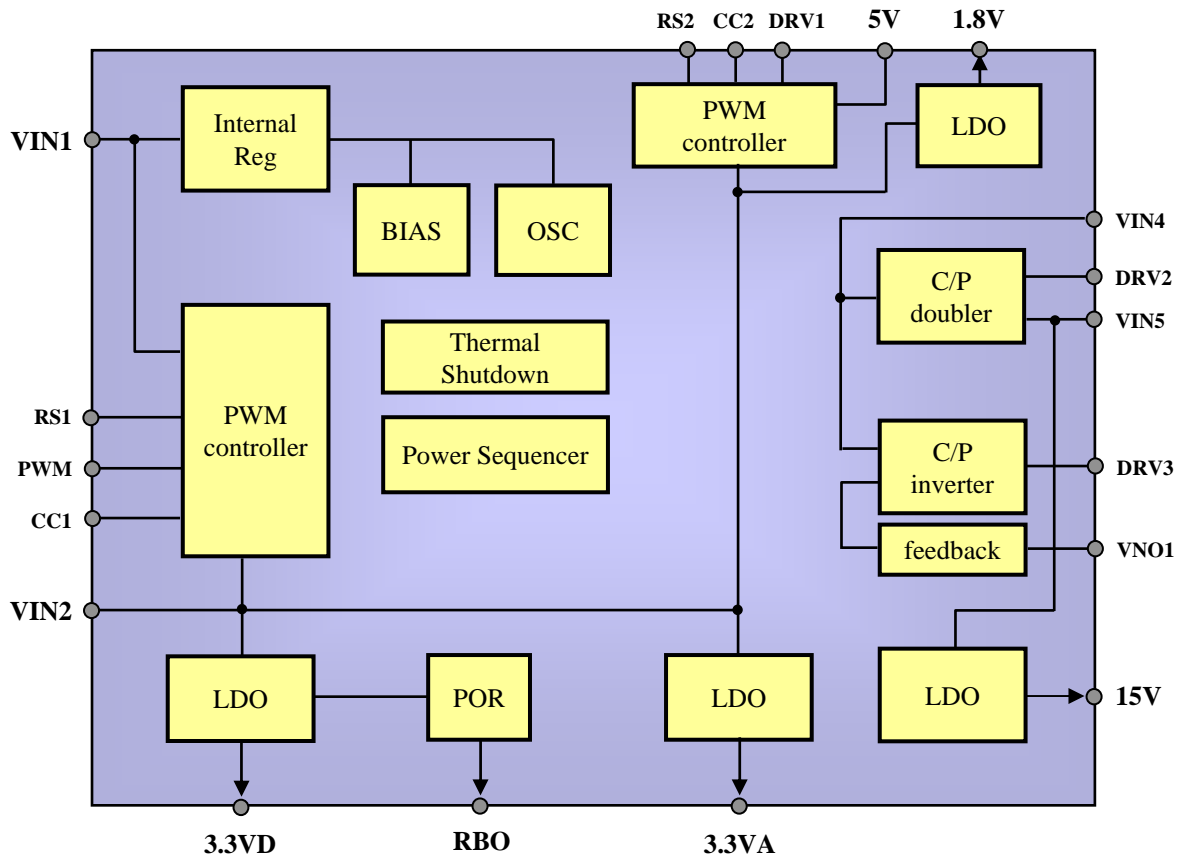 RS2 CC2 DRV1 5V 1.8V
VIN1
Internal
Reg
PWM
controller
LDO
BIAS
OSC
VIN4
C/P
doubler
DRV2
VIN5
Thermal
Shutdown
RS1
PWM
CC1
PWM
controller
Power Sequencer
C/P
inverter
DRV3
feedback
VNO1
VIN2
LDO
POR
LDO
LDO
15V
3.3VD
RBO
3.3VA